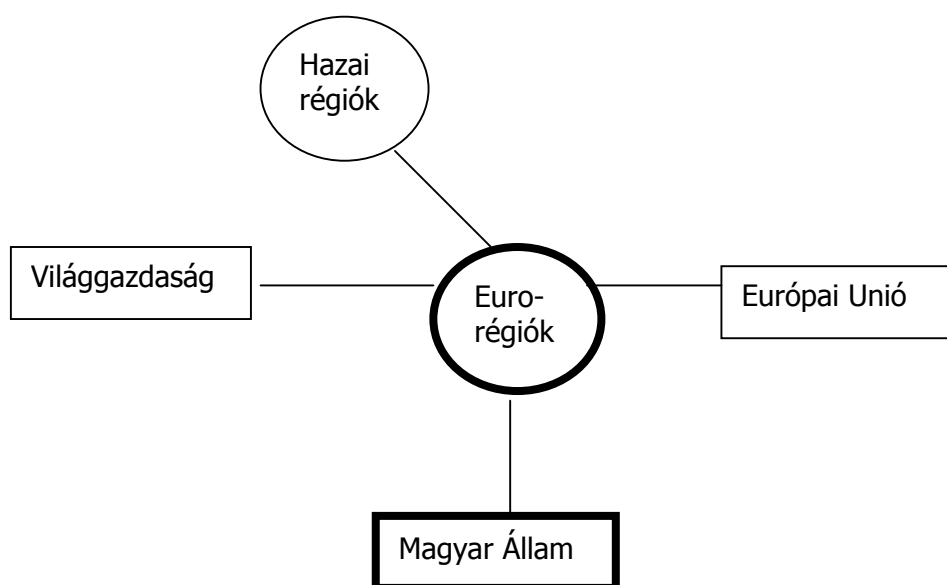 Hazai
régiók
Világgazdaság
Euro-
régiók
Európai Unió
Magyar Állam